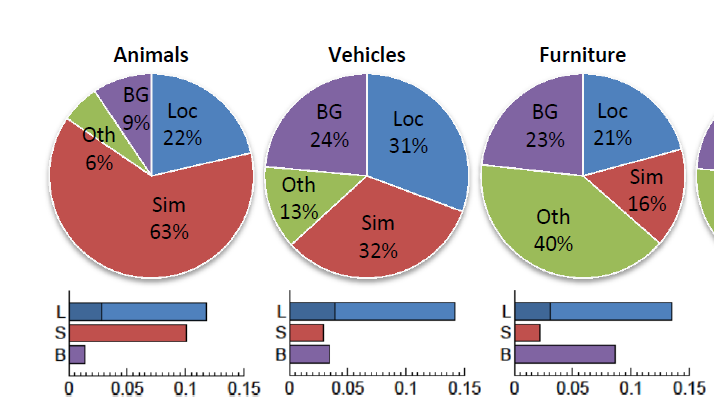 Animals Vehicles Furniture
BG 9% Loc 22% Oth 6% Sim 63%
BG 24% Loc 31% Oth 13% Sim 32%
BG 23% Loc 21% Sim 16% Oth 40%
L L L
S S S
B B B
0 0.05 0.1 0.15 0 0.05 0.1 0.15 0 0.05 0.1 0.15